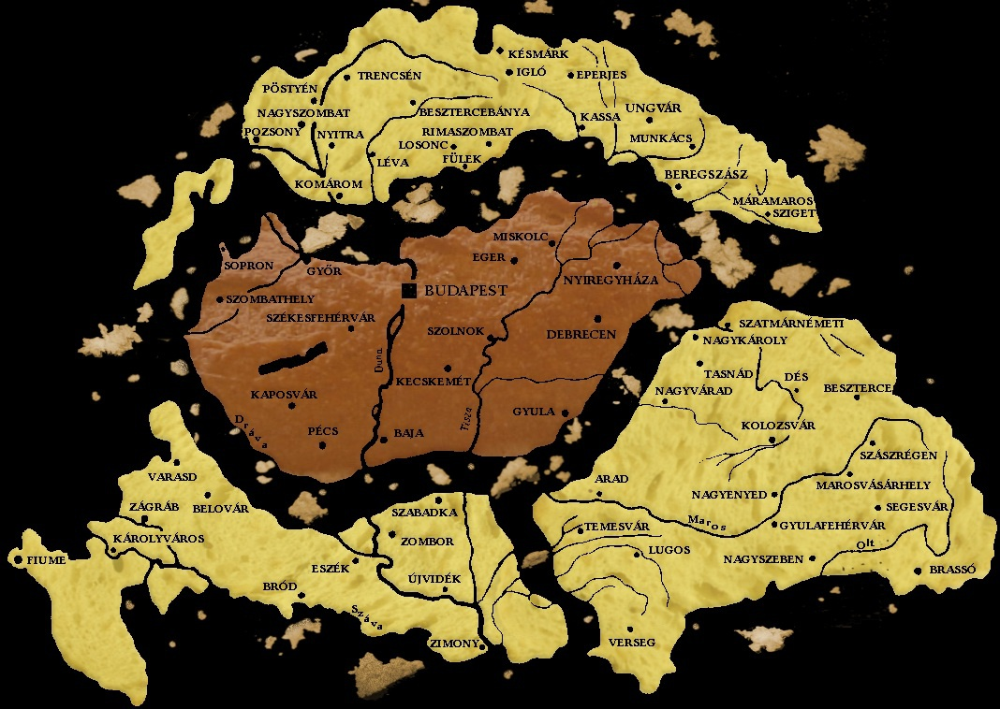 KÉSMÁRK
IGLÓ
TRENCSÉN
EPERJES
PÖSTYÉN
NAGYSZOMBAT
BESZTERCEBÁNYA
UNGVÁR
KASSA
POZSONY
NYITRA
RIMASZOMBAT
LOSONC
MUNKÁCS
LÉVA
FÜLEK
BEREGSZÁSZ
KOMÁROM
MÁRAMAROS
SZIGET
MISKOLC
EGER
SOPRON
GYŐR
NYIREGYHÁZA
BUDAPEST
SZOMBATHELY
SZÉKESFEHÉRVÁR
SZOLNOK
DEBRECEN
Duna
KECSKEMÉT
KAPOSVÁR
GYULA
Tisza
Dráva
PÉCS
BAJA
SZATMÁRNÉMETI
NAGYKÁROLY
TASNÁD
DÉS
NAGYVÁRAD
BESZTERCE
KOLOZSVÁR
SZÁSZRÉGEN
ARAD
MAROSVÁSÁRHELY
NAGYENYED
SEGESVÁR
Maros
TEMESVÁR
GYULAFEHÉRVÁR
LUGOS
Olt
NAGYSZEBEN
BRASSÓ
VERSEG
VARASD
ZÁGRÁB
BELOVÁR
SZABADKA
KÁROLYVÁROS
ZOMBOR
FIUME
ESZÉK
ÚJVIDÉK
BRÓD
Száva
ZIMONY